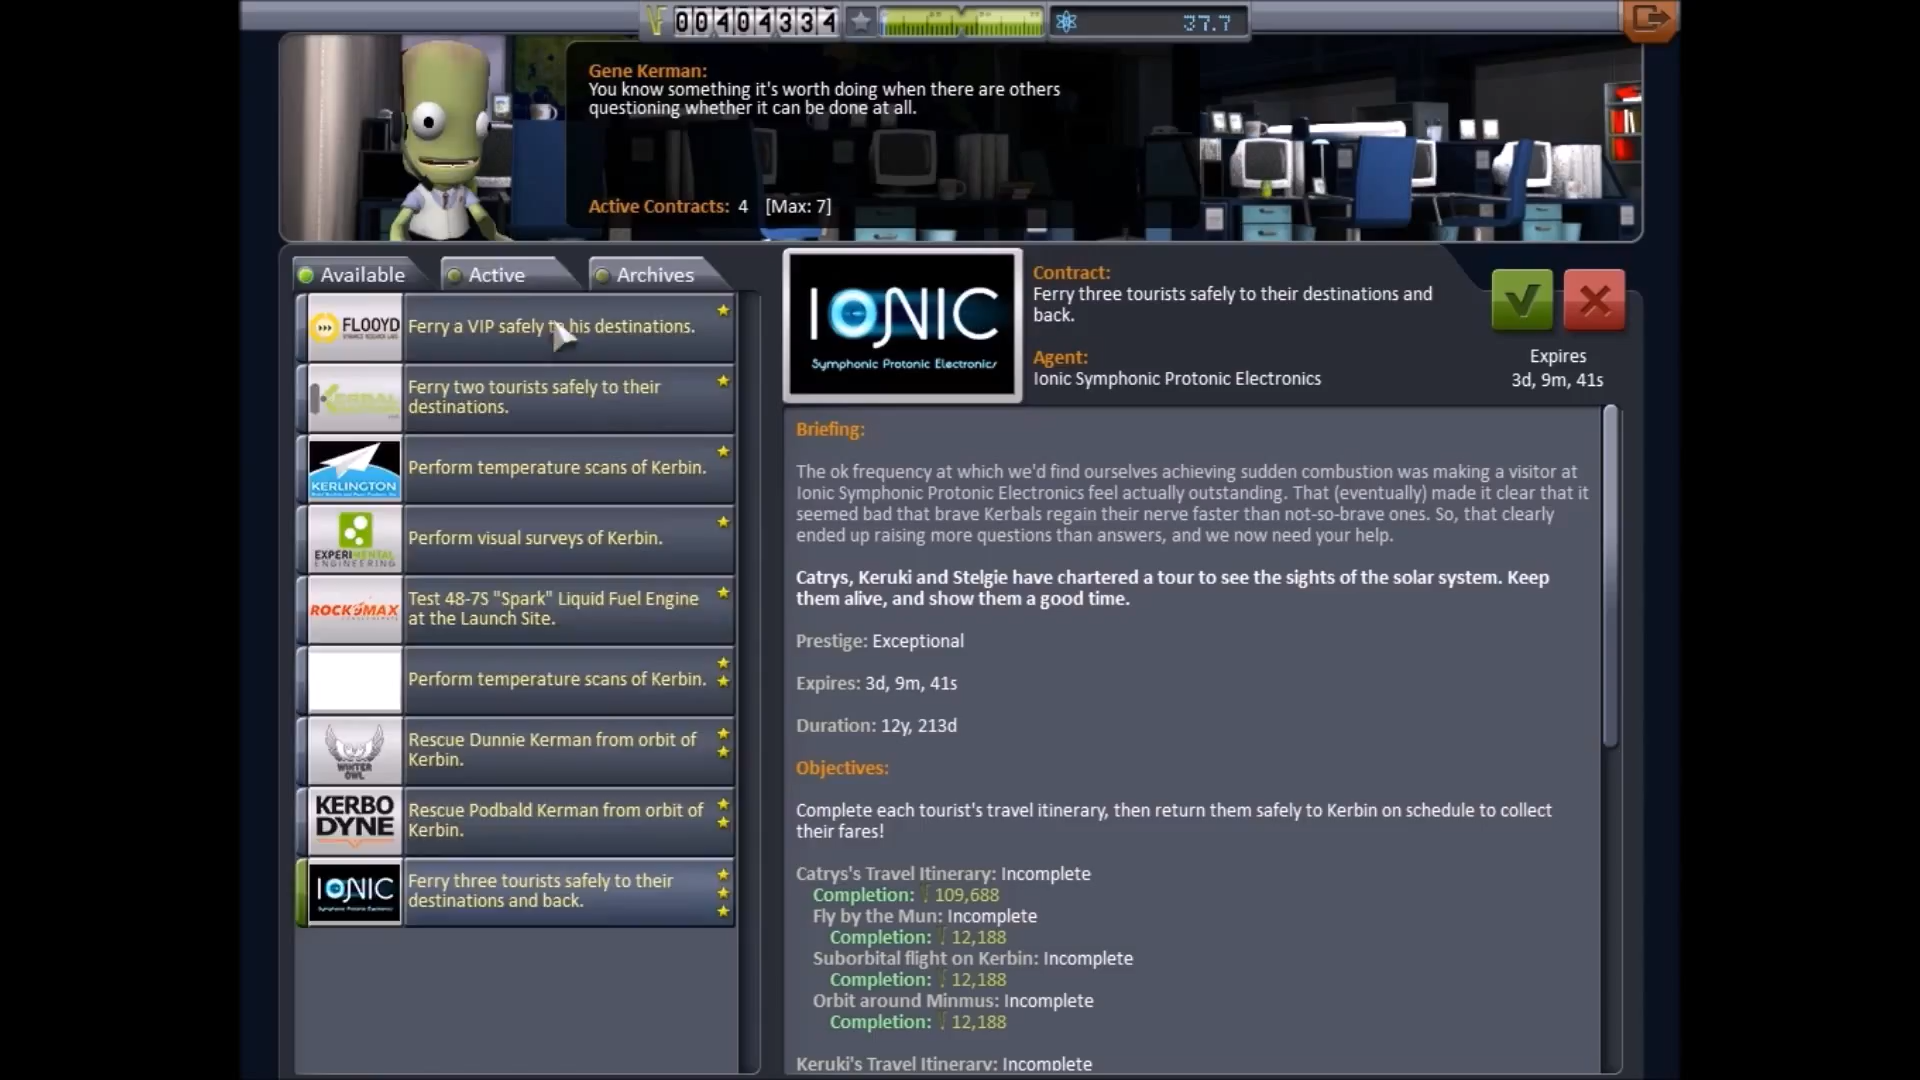 00404334
37.7
Gene Kerman:
You know something it's worth doing when there are others
questioning whether it can be done at all.
Active Contracts: 4 [Max: 7]
Available
Active
Archives
FLOOYD
Ferry a VIP safely to his destinations.
Ferry two tourists safely to their
destinations.
KERLINGTON
Perform temperature scans of Kerbin.
EXPERIMENTAL
ENGINEERING
Perform visual surveys of Kerbin.
ROCKOMAX
Test 48-7S "Spark" Liquid Fuel Engine
at the Launch Site.
Perform temperature scans of Kerbin.
WINTER
OWL
Rescue Dunnie Kerman from orbit of
Kerbin.
KERBO
DYNE
Rescue Podbald Kerman from orbit of
Kerbin.
IONIC
Ferry three tourists safely to their
destinations and back.
IONIC
Symphonic Protonic Electronics
Contract:
Ferry three tourists safely to their destinations and
back.
Agent:
Ionic Symphonic Protonic Electronics
Expires
3d, 9m, 41s
Briefing:
The ok frequency at which we'd find ourselves achieving sudden combustion was making a visitor at
Ionic Symphonic Protonic Electronics feel actually outstanding. That (eventually) made it clear that it
seemed bad that brave Kerbals regain their nerve faster than not-so-brave ones. So, that clearly
ended up raising more questions than answers, and we now need your help.
Catrys, Keruki and Stelgie have chartered a tour to see the sights of the solar system. Keep
them alive, and show them a good time.
Prestige: Exceptional
Expires: 3d, 9m, 41s
Duration: 12y, 213d
Objectives:
Complete each tourist's travel itinerary, then return them safely to Kerbin on schedule to collect
their fares!
Catrys's Travel Itinerary: Incomplete
Completion: 109,688
Fly by the Mun: Incomplete
Completion: 12,188
Suborbital flight on Kerbin: Incomplete
Completion: 12,188
Orbit around Minmus: Incomplete
Completion: 12,188
Keruki's Travel Itinerary: Incomplete